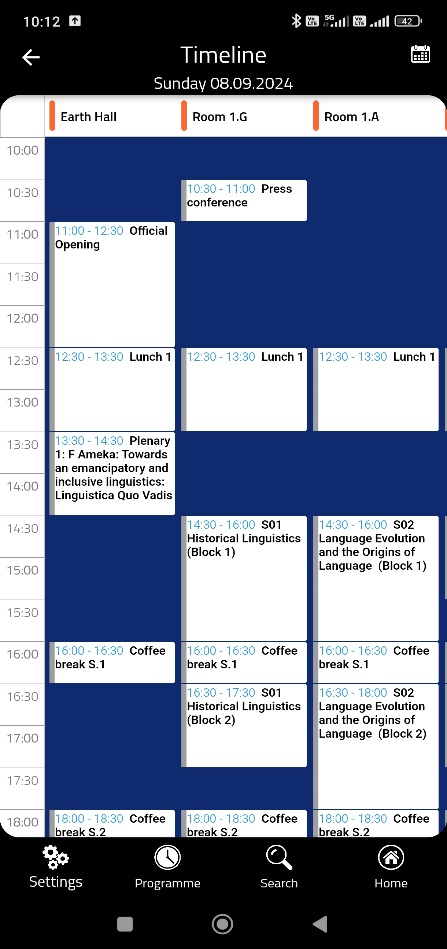 10:12
Vo LTE 5G Vo LTE 42
Timeline
Sunday 08.09.2024
Earth Hall
Room 1.G
Room 1.A
10:00
10:30
10:30 - 11:00 Press
conference
11:00
11:00 - 12:30 Official
Opening
11:30
12:00
12:30
12:30 - 13:30 Lunch 1
12:30 - 13:30 Lunch 1
12:30 - 13:30 Lunch 1
13:00
13:30
13:30 - 14:30 Plenary
1: F Ameka: Towards
an emancipatory and
inclusive linguistics:
Linguistica Quo Vadis
14:00
14:30
14:30 - 16:00 S01
Historical Linguistics
(Block 1)
14:30 - 16:00 S02
Language Evolution
and the Origins of
Language (Block 1)
15:00
15:30
16:00
16:00 - 16:30 Coffee
break S.1
16:00 - 16:30 Coffee
break S.1
16:00 - 16:30 Coffee
break S.1
16:30
16:30 - 17:30 S01
Historical Linguistics
(Block 2)
16:30 - 18:00 S02
Language Evolution
and the Origins of
Language (Block 2)
17:00
17:30
18:00
18:00 - 18:30 Coffee
break S.2
18:00 - 18:30 Coffee
break S.2
18:00 - 18:30 Coffee
break S.2
Settings
Programme
Search
Home